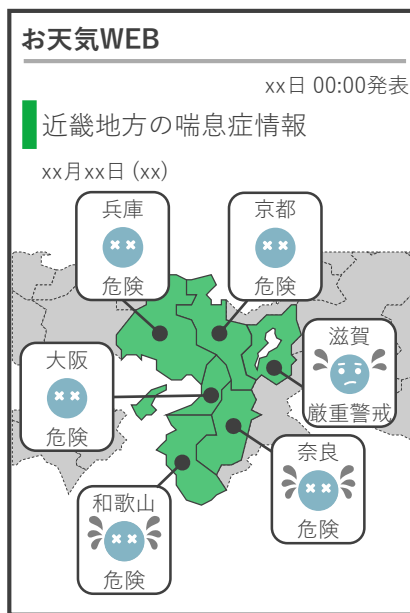 お天気WEB
xx日 00:00発表
近畿地方の喘息症情報
xx月xx日 (xx)
兵庫
危険
京都
危険
滋賀
厳重警戒
大阪
危険
奈良
危険
和歌山
危険